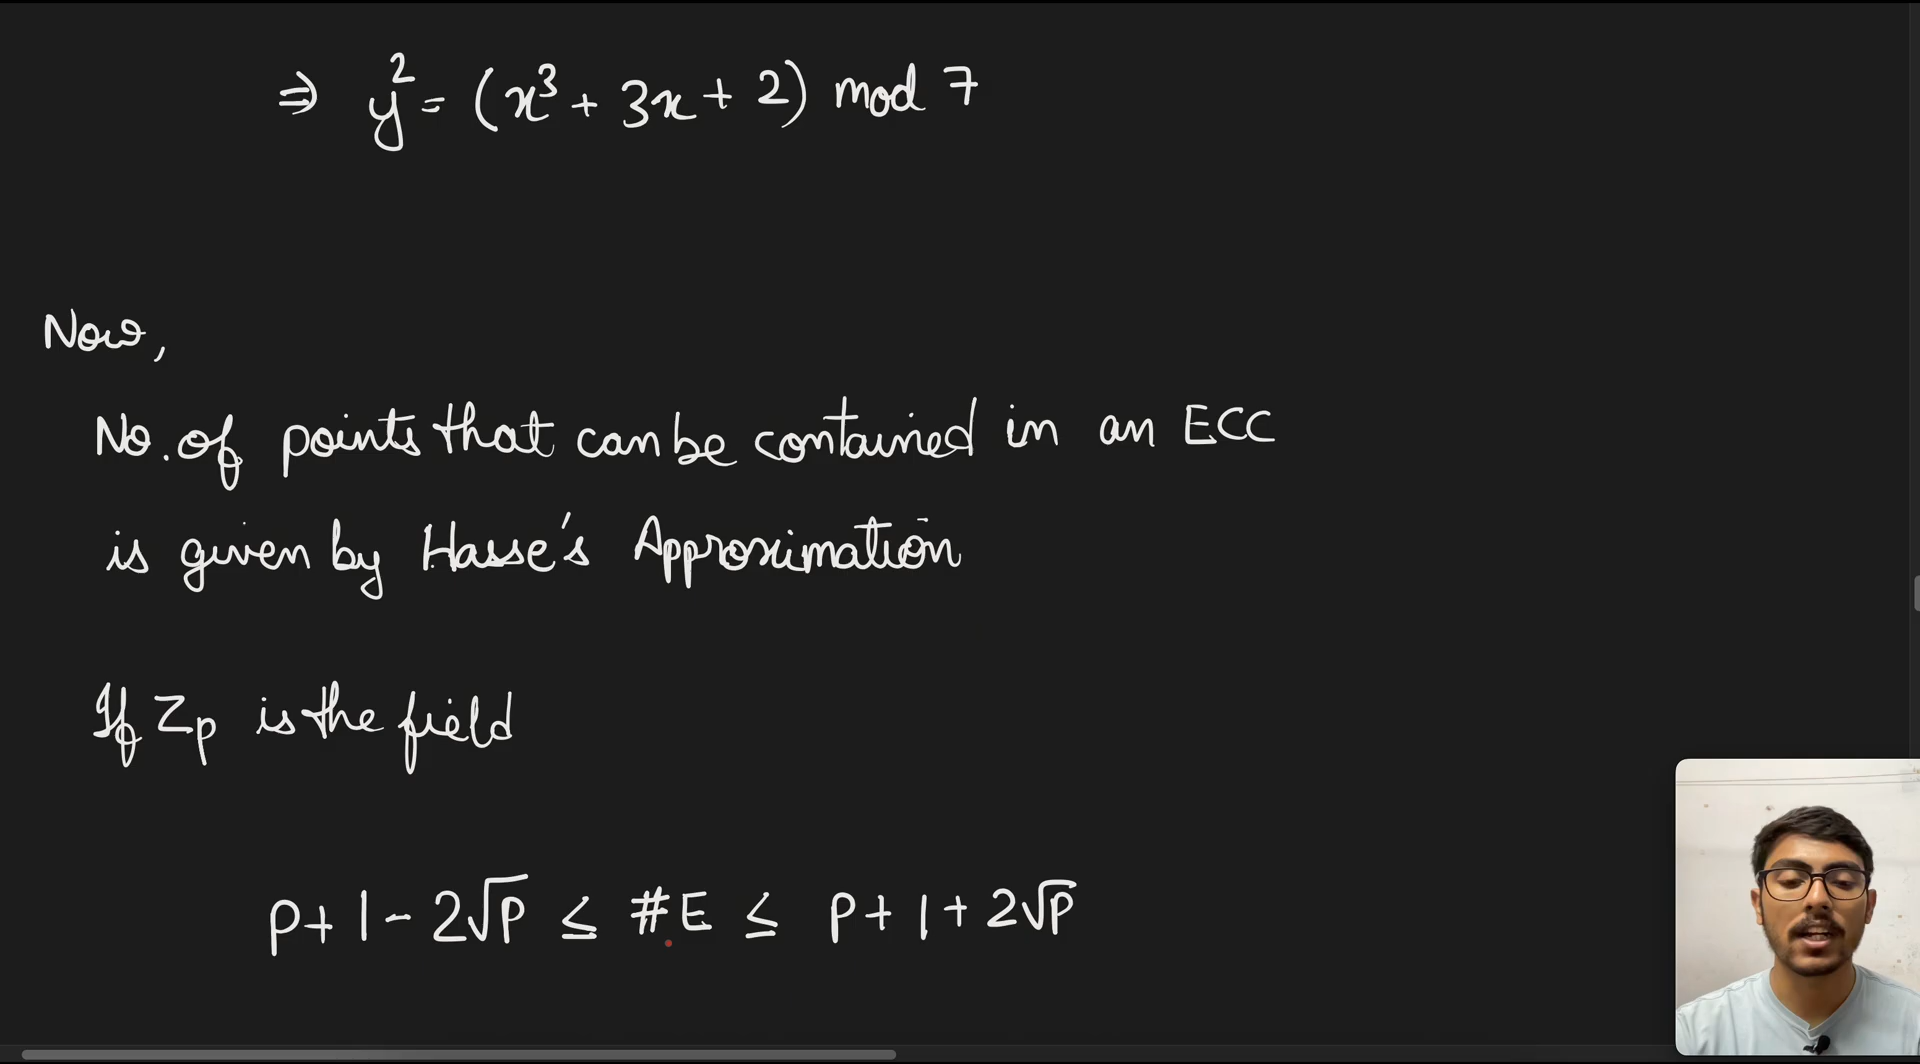 ⇒ y² = (x³ + 3x + 2) mod 7
Now,
No. of points that can be contained in an ECC
is given by Hasse's Approximation
If Zp is the field
p + 1 - 2√p ≤ #E ≤ p + 1 + 2√p